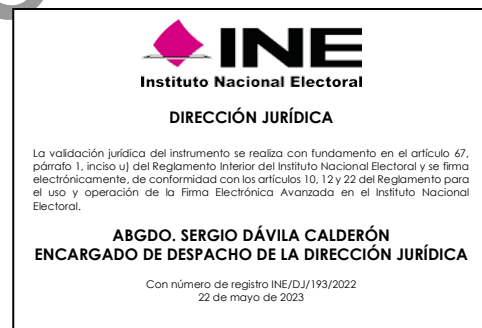 INE
Instituto Nacional Electoral
DIRECCIÓN JURÍDICA
La validación jurídica del instrumento se realiza con fundamento en el artículo 67,
párrafo 1, inciso u) del Reglamento Interior del Instituto Nacional Electoral y se firma
electrónicamente, de conformidad con los artículos 10, 12 y 22 del Reglamento para
el uso y operación de la Firma Electrónica Avanzada en el Instituto Nacional
Electoral.
ABGDO. SERGIO DÁVILA CALDERÓN
ENCARGADO DE DESPACHO DE LA DIRECCIÓN JURÍDICA
Con número de registro INE/DJ/193/2022
22 de mayo de 2023